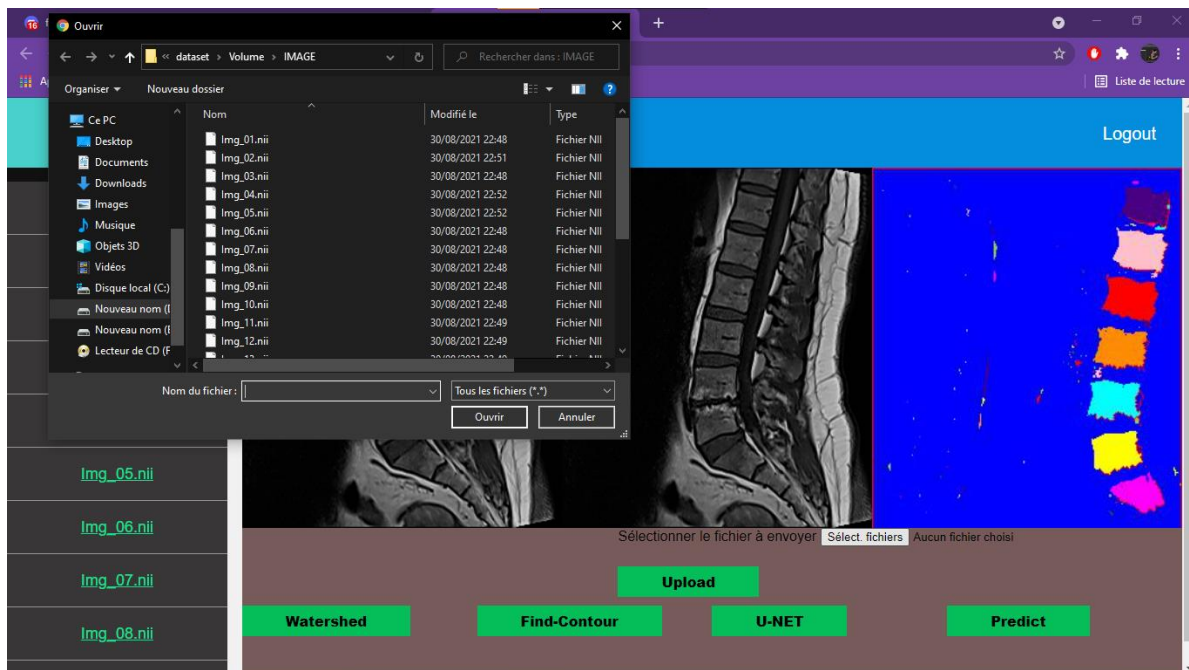 16
Ouvrir
« dataset › Volume › IMAGE
Rechercher dans : IMAGE
Organiser
Nouveau dossier
Liste de lecture
Logout
Nom
Modifié le
Type
Ce PC
Desktop
Documents
Downloads
Images
Musique
Objets 3D
Vidéos
Disque local (C:)
Nouveau nom (
Nouveau nom (
Lecteur de CD (
Img_01.nii 30/08/2021 22:48 Fichier NII
Img_02.nii 30/08/2021 22:51 Fichier NII
Img_03.nii 30/08/2021 22:48 Fichier NII
Img_04.nii 30/08/2021 22:52 Fichier NII
Img_05.nii 30/08/2021 22:52 Fichier NII
Img_06.nii 30/08/2021 22:48 Fichier NII
Img_07.nii 30/08/2021 22:48 Fichier NII
Img_08.nii 30/08/2021 22:48 Fichier NII
Img_09.nii 30/08/2021 22:48 Fichier NII
Img_10.nii 30/08/2021 22:48 Fichier NII
Img_11.nii 30/08/2021 22:49 Fichier NII
Img_12.nii 30/08/2021 22:49 Fichier NII
Nom du fichier :
Tous les fichiers (*.*)
Ouvrir
Annuler
Img_05.nii
Img_06.nii
Img_07.nii
Img_08.nii
Sélectionner le fichier à envoyer Sélect. fichiers Aucun fichier choisi
Upload
Watershed
Find-Contour
U-NET
Predict